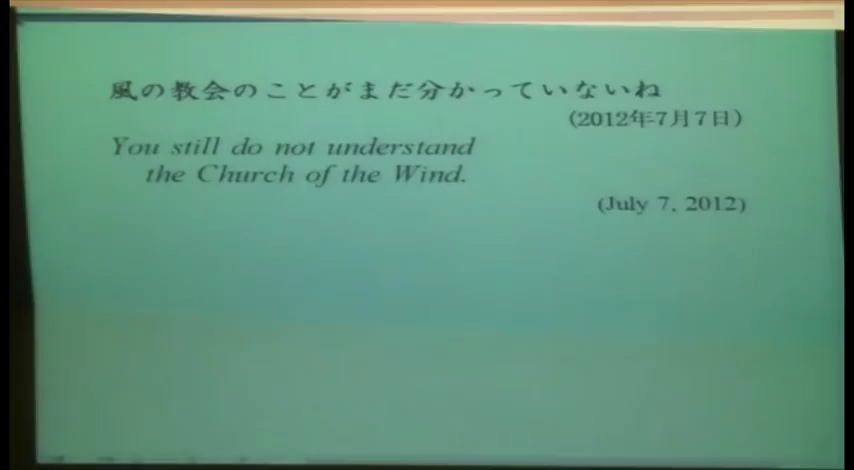 風の教会のことがまだ分かっていないね
(2012年7月7日)
You still do not understand
the Church of the Wind.
(July 7, 2012)